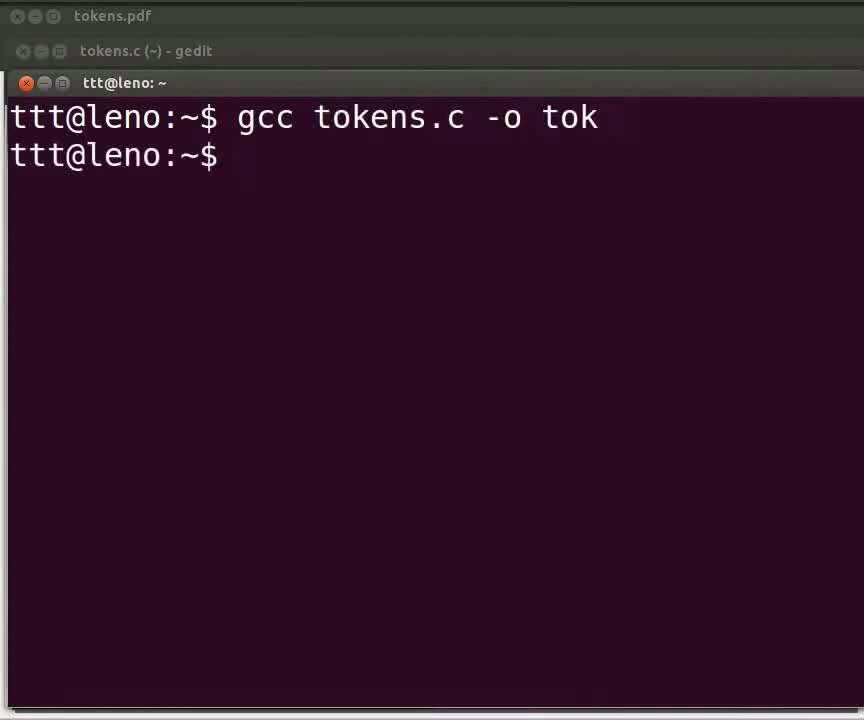 tokens.pdf
tokens.c (~) - gedit
ttt@leno: ~
ttt@leno:~$ gcc tokens.c -o tok
ttt@leno:~$